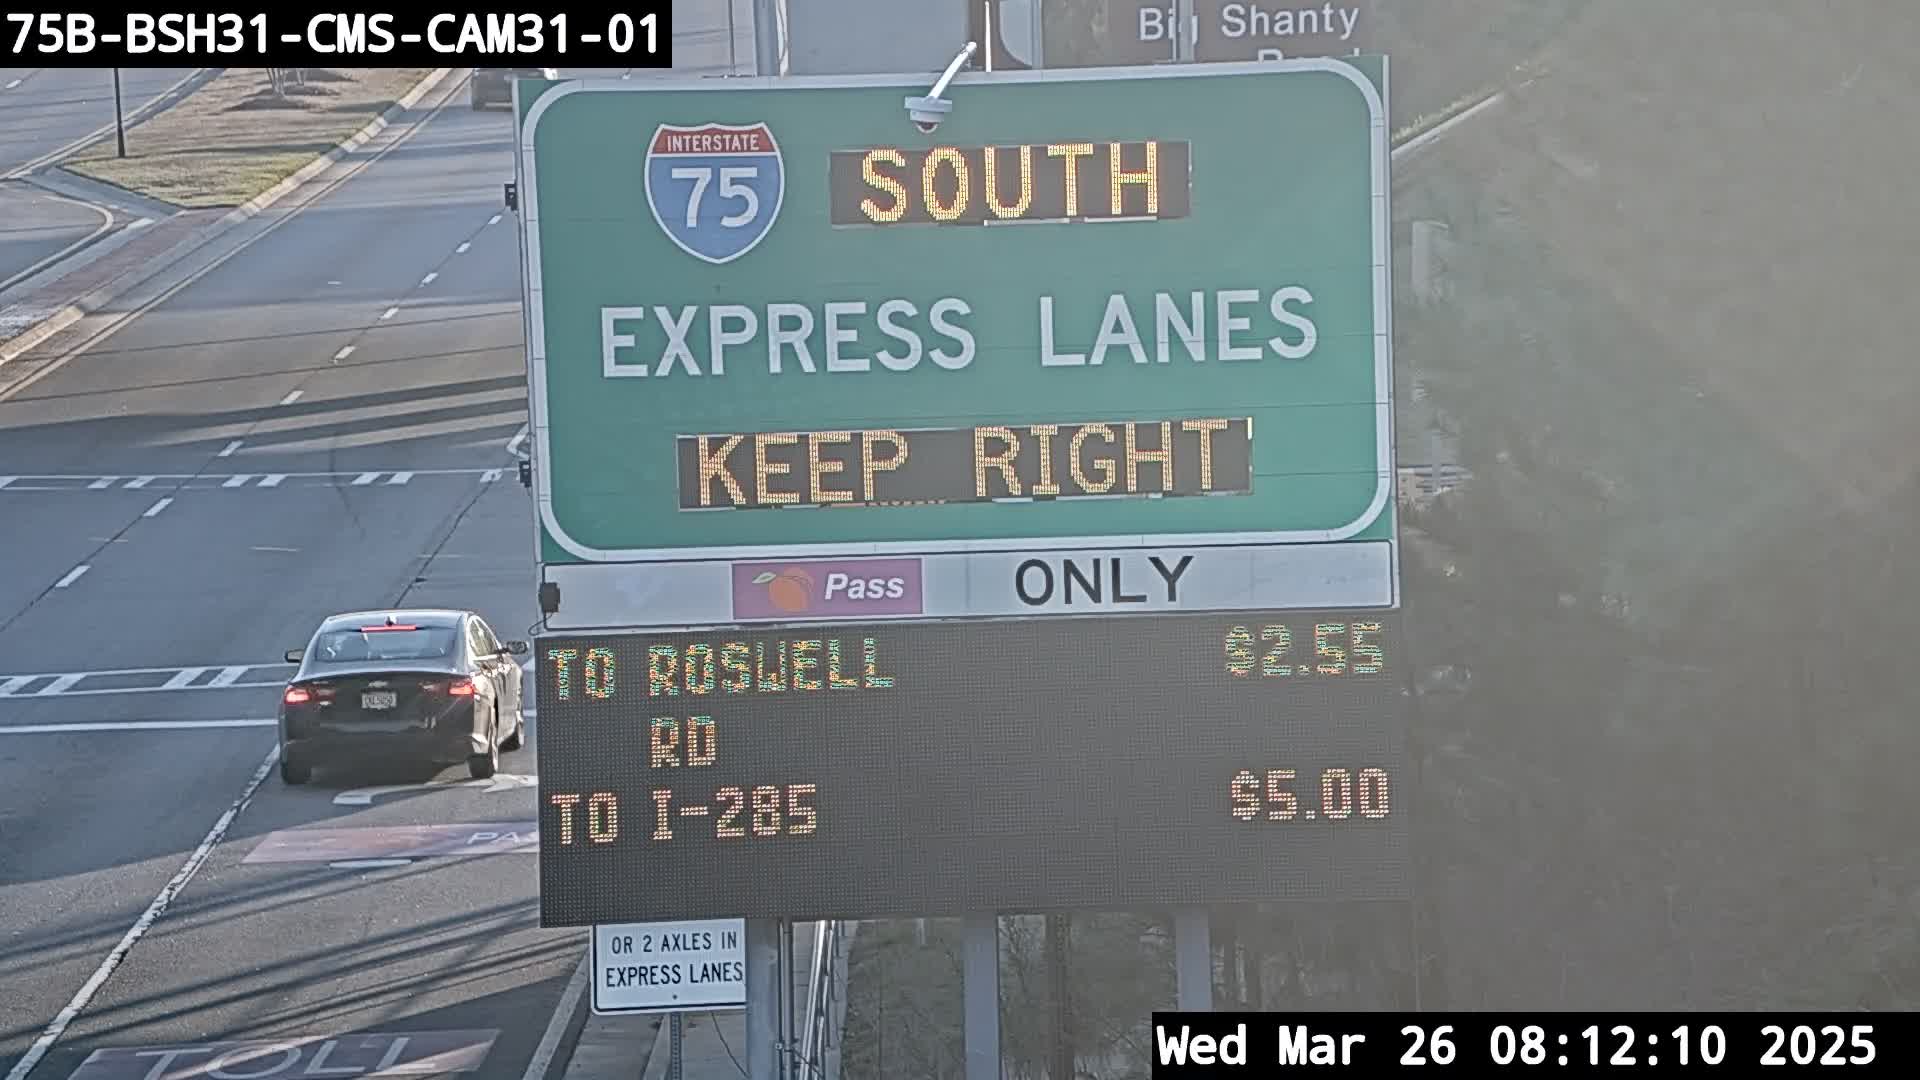 75B-BSH31-CMS-CAM31-01
Big Shanty
Road
INTERSTATE
75
SOUTH
EXPRESS LANES
KEEP RIGHT
Pass ONLY
TO ROSWELL $2.55
RD
TO I-285 $5.00
OR 2 AXLES IN
EXPRESS LANES
TOLL
Wed Mar 26 08:12:10 2025